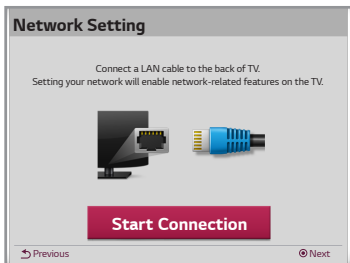 Network Setting
Connect a LAN cable to the back of TV.
Setting your network will enable network-related features on the TV.
Start Connection
Previous
Next